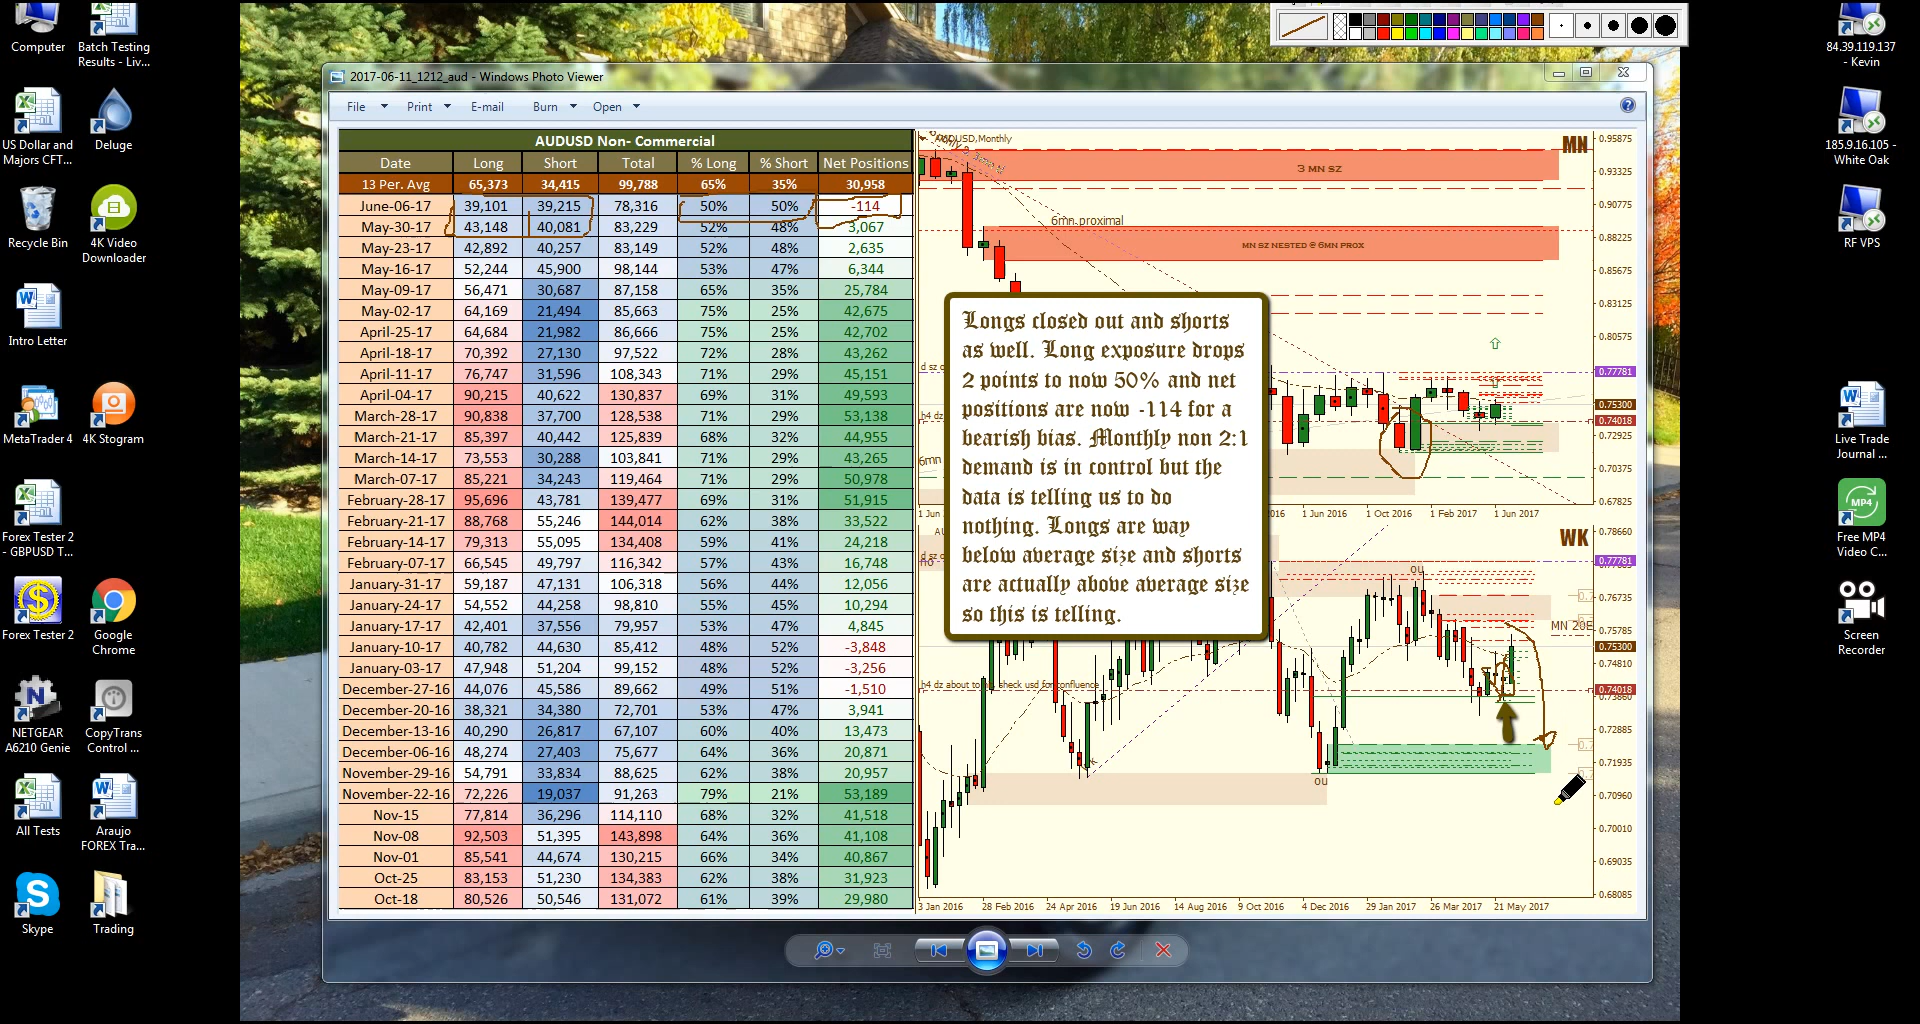 Computer
Batch Testing
Results - Liv...
US Dollar and
Majors CFT...
Deluge
Recycle Bin
4K Video
Downloader
Intro Letter
MetaTrader 4
4K Stogram
Forex Tester 2
- GBPUSD T...
Forex Tester 2
Google
Chrome
NETGEAR
A6210 Genie
CopyTrans
Control ...
All Tests
Araujo
FOREX Tra...
Skype
Trading
2017-06-11_1212_aud - Windows Photo Viewer
File Print E-mail Burn Open
AUDUSD Non- Commercial
Date Long Short Total % Long % Short Net Positions
13 Per. Avg 65,373 34,415 99,788 65% 35% 30,958
June-06-17 39,101 39,215 78,316 50% 50% -114
May-30-17 43,148 40,081 83,229 52% 48% 3,067
May-23-17 42,892 40,257 83,149 52% 48% 2,635
May-16-17 52,244 45,900 98,144 53% 47% 6,344
May-09-17 56,471 30,687 87,158 65% 35% 25,784
May-02-17 64,169 21,494 85,663 75% 25% 42,675
April-25-17 64,684 21,982 86,666 75% 25% 42,702
April-18-17 70,392 27,130 97,522 72% 28% 43,262
April-11-17 76,747 31,596 108,343 71% 29% 45,151
April-04-17 90,215 40,622 130,837 69% 31% 49,593
March-28-17 90,838 37,700 128,538 71% 29% 53,138
March-21-17 85,397 40,442 125,839 68% 32% 44,955
March-14-17 73,553 30,288 103,841 71% 29% 43,265
March-07-17 85,221 34,243 119,464 71% 29% 50,978
February-28-17 95,696 43,781 139,477 69% 31% 51,915
February-21-17 88,768 55,246 144,014 62% 38% 33,522
February-14-17 79,313 55,095 134,408 59% 41% 24,218
February-07-17 66,545 49,797 116,342 57% 43% 16,748
January-31-17 59,187 47,131 106,318 56% 44% 12,056
January-24-17 54,552 44,258 98,810 55% 45% 10,294
January-17-17 42,401 37,556 79,957 53% 47% 4,845
January-10-17 40,782 44,630 85,412 48% 52% -3,848
January-03-17 47,948 51,204 99,152 48% 52% -3,256
December-27-16 44,076 45,586 89,662 49% 51% -1,510
December-20-16 38,321 34,380 72,701 53% 47% 3,941
December-13-16 40,290 26,817 67,107 60% 40% 13,473
December-06-16 48,274 27,403 75,677 64% 36% 20,871
November-29-16 54,791 33,834 88,625 62% 38% 20,957
November-22-16 72,226 19,037 91,263 79% 21% 53,189
Nov-15 77,814 36,296 114,110 68% 32% 41,518
Nov-08 92,503 51,395 143,898 64% 36% 41,108
Nov-01 85,541 44,674 130,215 66% 34% 40,867
Oct-25 83,153 51,230 134,383 62% 38% 31,923
Oct-18 80,526 50,546 131,072 61% 39% 29,980
AUDUSD,Monthly
MN
3 MN SZ
6mn proximal
MN SZ NESTED @ 6MN PROX
0.95875
0.93325
0.90775
0.88225
0.85675
0.83125
0.80575
0.77781
0.75300
0.74018
0.72925
0.70375
0.67825
Longs closed out and shorts
as well. Long exposure drops
2 points to now 50% and net
positions are now -114 for a
bearish bias. Monthly non 2:1
demand is in control but the
data is telling us to do
nothing. Longs are way
below average size and shorts
are actually above average size
so this is telling.
1 Jun 2016 1 Oct 2016 1 Feb 2017 1 Jun 2017
WK
0.78660
0.77781
0.76735
0.75785
0.75300
0.74810
0.74018
0.73860
0.72885
0.71935
0.70960
0.70010
0.69035
0.68085
ou
MN 20E
h4 dz about to hit check usd for confluence
ou
3 Jan 2016 28 Feb 2016 24 Apr 2016 19 Jun 2016 14 Aug 2016 9 Oct 2016 4 Dec 2016 29 Jan 2017 26 Mar 2017 21 May 2017
84.39.119.137
- Kevin
185.9.16.105 -
White Oak
RF VPS
Live Trade
Journal ...
MP4
Free MP4
Video C...
Screen
Recorder